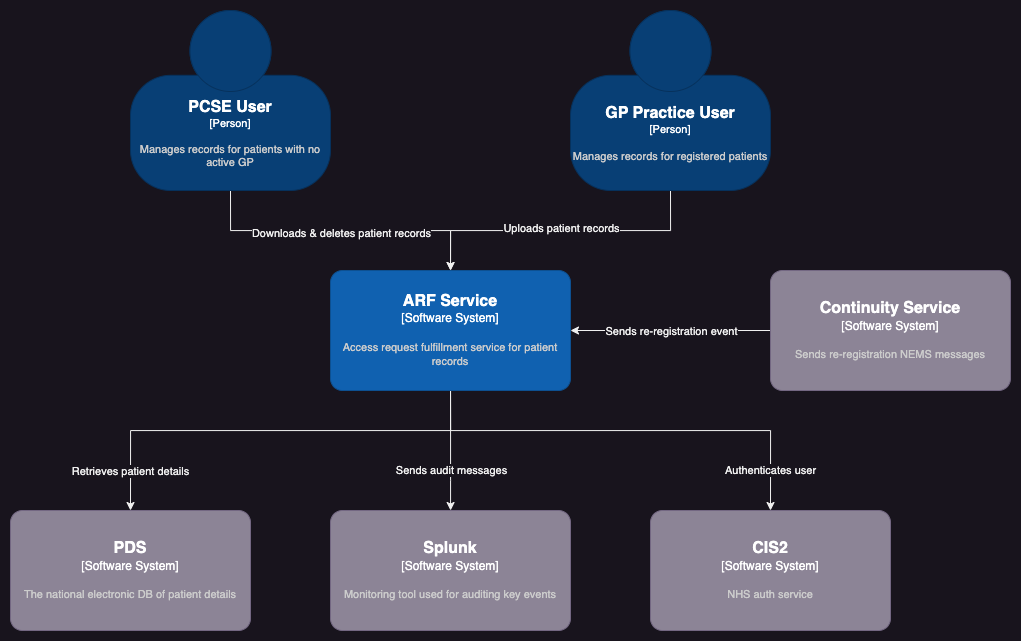 PCSE User
[Person]
Manages records for patients with no
active GP
GP Practice User
[Person]
Manages records for registered patients
Downloads & deletes patient records
Uploads patient records
ARF Service
[Software System]
Access request fulfillment service for patient
records
Continuity Service
[Software System]
Sends re-registration NEMS messages
Sends re-registration event
Retrieves patient details
Sends audit messages
Authenticates user
PDS
[Software System]
The national electronic DB of patient details
Splunk
[Software System]
Monitoring tool used for auditing key events
CIS2
[Software System]
NHS auth service